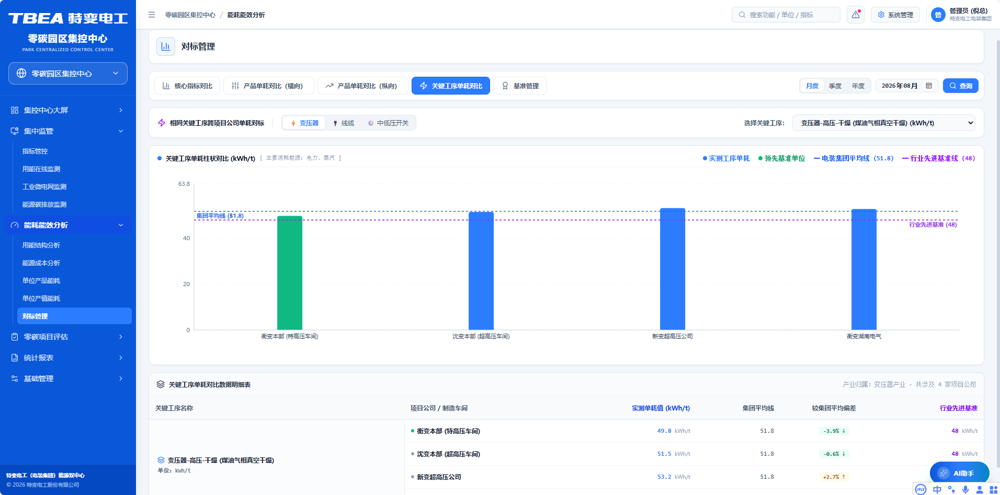 TBEA 特变电工
零碳园区集控中心
PARK CENTRALIZED CONTROL CENTER
零碳园区集控中心
集控中心大屏
集中监管
指标管控
用能在线监测
工业微电网监测
能源碳排放监测
能耗能效分析
用能结构分析
能源成本分析
单位产品能耗
单位产值能耗
对标管理
零碳项目评估
统计报表
基础管理
特变电工（电装集团）能源双中心
© 2026 特变电工股份有限公司
零碳园区集控中心 / 能耗能效分析
搜索功能 / 单位 / 指标
系统管理
管
管理员 (倪总)
特变电工电装集团
对标管理
核心指标对比
产品单耗对比（横向）
产品单耗对比（纵向）
关键工序单耗对比
基准管理
月度 季度 年度
2026年08月
查询
相同关键工序跨项目公司单耗对标
变压器 线缆 中低压开关
选择关键工序：
变压器-高压-干燥 (煤油气相真空干燥) (kWh/t)
关键工序单耗柱状对比 (kWh/t) [ 主要消耗能源：电力、蒸汽 ]
实测工序单耗 领先基准单位 电装集团平均线（51.8） 行业先进基准线（48）
63.8
集团平均线 (51.8)
行业先进基准 (48)
40
20
0
衡变本部 (特高压车间) 沈变本部 (超高压车间) 新变超高压公司 衡变湖南电气
关键工序单耗对比数据明细表
产业归属：变压器产业 · 共涉及 4 家项目公司
关键工序名称 项目公司 / 制造车间 实测单耗值 (kWh/t) 集团平均线 较集团平均偏差 行业先进基准
衡变本部 (特高压车间) 49.8 kWh/t 51.8 -3.9% ↓ 48 kWh/t
沈变本部 (超高压车间) 51.5 kWh/t 51.8 -0.6% ↓ 48 kWh/t
变压器-高压-干燥 (煤油气相真空干燥)
单位：kWh/t
新变超高压公司 53.2 kWh/t 51.8 +2.7% ↑
AI助手
iFLY 中